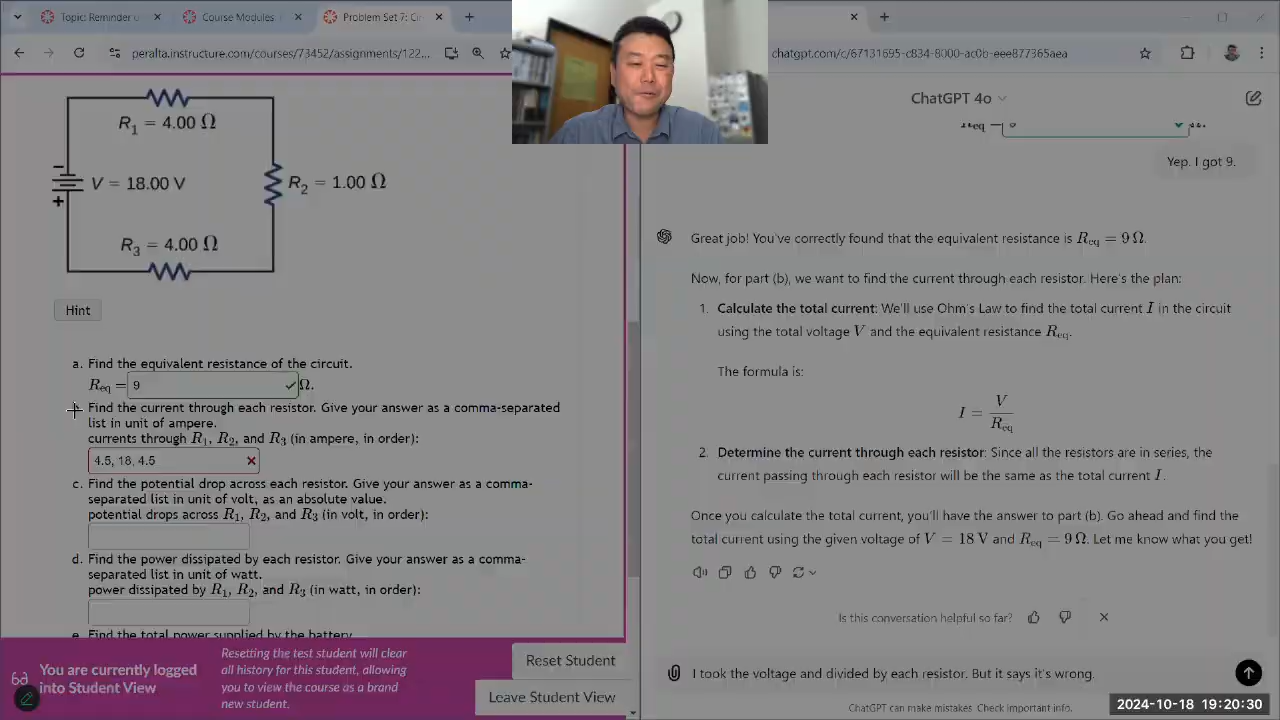 Topic: Reminder
Course Modules
Problem Set 7: Cir
peralta.instructure.com/courses/73452/assignments/122...
chatgpt.com/c/67131695-c834-8000-ac0b-eee877365aea
R1 = 4.00 Ω
−
V = 18.00 V
+
R2 = 1.00 Ω
R3 = 4.00 Ω
Hint
a. Find the equivalent resistance of the circuit.
Req = 9 Ω.
Find the current through each resistor. Give your answer as a comma-separated
list in unit of ampere.
currents through R1, R2, and R3 (in ampere, in order):
4.5, 18, 4.5
c. Find the potential drop across each resistor. Give your answer as a comma-
separated list in unit of volt, as an absolute value.
potential drops across R1, R2, and R3 (in volt, in order):
d. Find the power dissipated by each resistor. Give your answer as a comma-
separated list in unit of watt.
power dissipated by R1, R2, and R3 (in watt, in order):
e. Find the total power supplied by the battery.
You are currently logged
into Student View
Resetting the test student will clear
all history for this student, allowing
you to view the course as a brand
new student.
Reset Student
Leave Student View
ChatGPT 4o
Yep. I got 9.
Great job! You've correctly found that the equivalent resistance is Req = 9 Ω.
Now, for part (b), we want to find the current through each resistor. Here's the plan:
1. Calculate the total current: We'll use Ohm's Law to find the total current I in the circuit
using the total voltage V and the equivalent resistance Req.
The formula is:
I = V / Req
2. Determine the current through each resistor: Since all the resistors are in series, the
current passing through each resistor will be the same as the total current I.
Once you calculate the total current, you'll have the answer to part (b). Go ahead and find the
total current using the given voltage of V = 18 V and Req = 9 Ω. Let me know what you get!
Is this conversation helpful so far?
I took the voltage and divided by each resistor. But it says it's wrong.
ChatGPT can make mistakes. Check important info.
2024-10-18 19:20:30